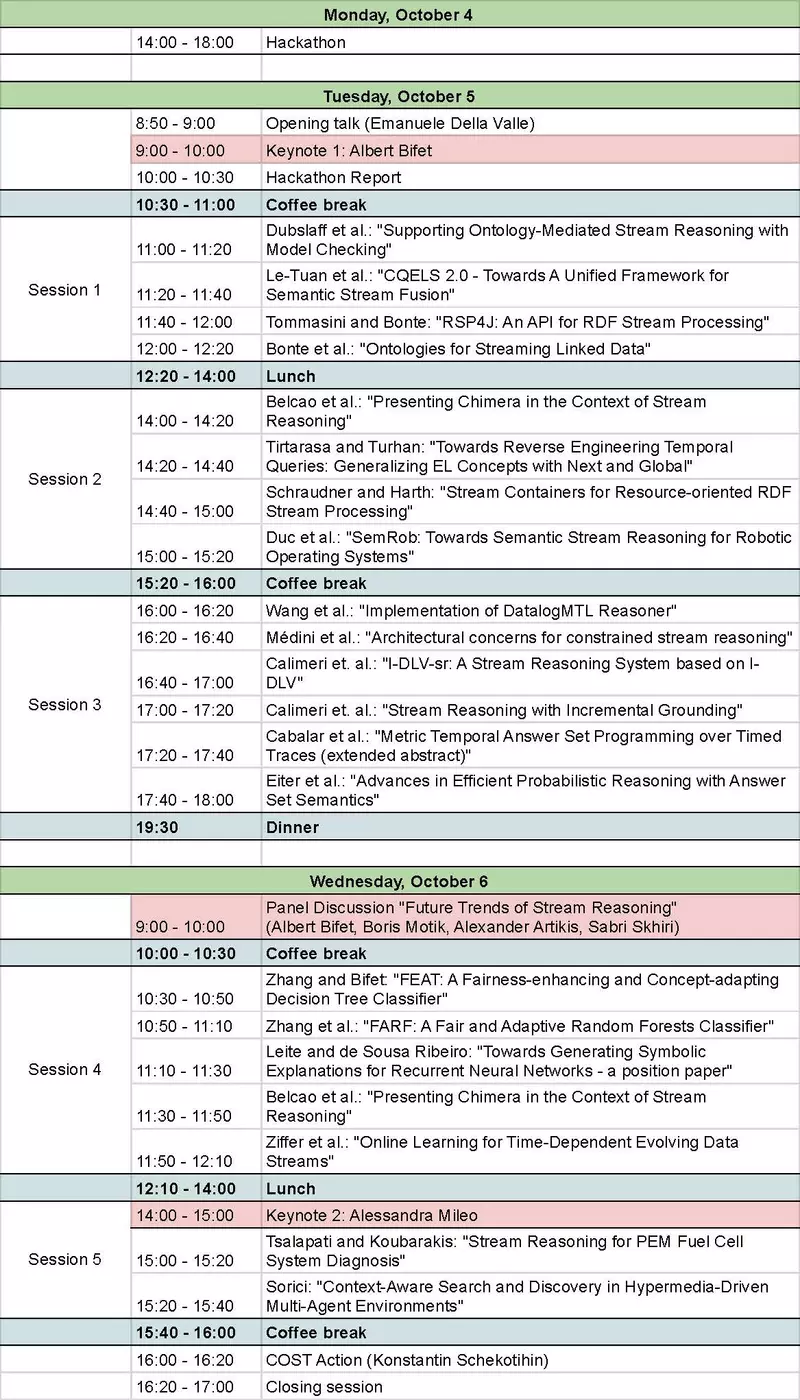 Monday, October 4
14:00 - 18:00 Hackathon
Tuesday, October 5
8:50 - 9:00 Opening talk (Emanuele Della Valle)
9:00 - 10:00 Keynote 1: Albert Bifet
10:00 - 10:30 Hackathon Report
10:30 - 11:00 Coffee break
Session 1
Dubslaff et al.: "Supporting Ontology-Mediated Stream Reasoning with
11:00 - 11:20 Model Checking"
Le-Tuan et al.: "CQELS 2.0 - Towards A Unified Framework for
11:20 - 11:40 Semantic Stream Fusion"
11:40 - 12:00 Tommasini and Bonte: "RSP4J: An API for RDF Stream Processing"
12:00 - 12:20 Bonte et al.: "Ontologies for Streaming Linked Data"
12:20 - 14:00 Lunch
Session 2
Belcao et al.: "Presenting Chimera in the Context of Stream
14:00 - 14:20 Reasoning"
Tirtarasa and Turhan: "Towards Reverse Engineering Temporal
14:20 - 14:40 Queries: Generalizing EL Concepts with Next and Global"
Schraudner and Harth: "Stream Containers for Resource-oriented RDF
14:40 - 15:00 Stream Processing"
Duc et al.: "SemRob: Towards Semantic Stream Reasoning for Robotic
15:00 - 15:20 Operating Systems"
15:20 - 16:00 Coffee break
Session 3
16:00 - 16:20 Wang et al.: "Implementation of DatalogMTL Reasoner"
16:20 - 16:40 Médini et al.: "Architectural concerns for constrained stream reasoning"
Calimeri et. al.: "I-DLV-sr: A Stream Reasoning System based on I-
16:40 - 17:00 DLV"
17:00 - 17:20 Calimeri et. al.: "Stream Reasoning with Incremental Grounding"
Cabalar et al.: "Metric Temporal Answer Set Programming over Timed
17:20 - 17:40 Traces (extended abstract)"
Eiter et al.: "Advances in Efficient Probabilistic Reasoning with Answer
17:40 - 18:00 Set Semantics"
19:30 Dinner
Wednesday, October 6
Panel Discussion "Future Trends of Stream Reasoning"
9:00 - 10:00 (Albert Bifet, Boris Motik, Alexander Artikis, Sabri Skhiri)
10:00 - 10:30 Coffee break
Session 4
Zhang and Bifet: "FEAT: A Fairness-enhancing and Concept-adapting
10:30 - 10:50 Decision Tree Classifier"
10:50 - 11:10 Zhang et al.: "FARF: A Fair and Adaptive Random Forests Classifier"
Leite and de Sousa Ribeiro: "Towards Generating Symbolic
11:10 - 11:30 Explanations for Recurrent Neural Networks - a position paper"
Belcao et al.: "Presenting Chimera in the Context of Stream
11:30 - 11:50 Reasoning"
Ziffer et al.: "Online Learning for Time-Dependent Evolving Data
11:50 - 12:10 Streams"
12:10 - 14:00 Lunch
14:00 - 15:00 Keynote 2: Alessandra Mileo
Session 5
Tsalapati and Koubarakis: "Stream Reasoning for PEM Fuel Cell
15:00 - 15:20 System Diagnosis"
Sorici: "Context-Aware Search and Discovery in Hypermedia-Driven
15:20 - 15:40 Multi-Agent Environments"
15:40 - 16:00 Coffee break
16:00 - 16:20 COST Action (Konstantin Schekotihin)
16:20 - 17:00 Closing session